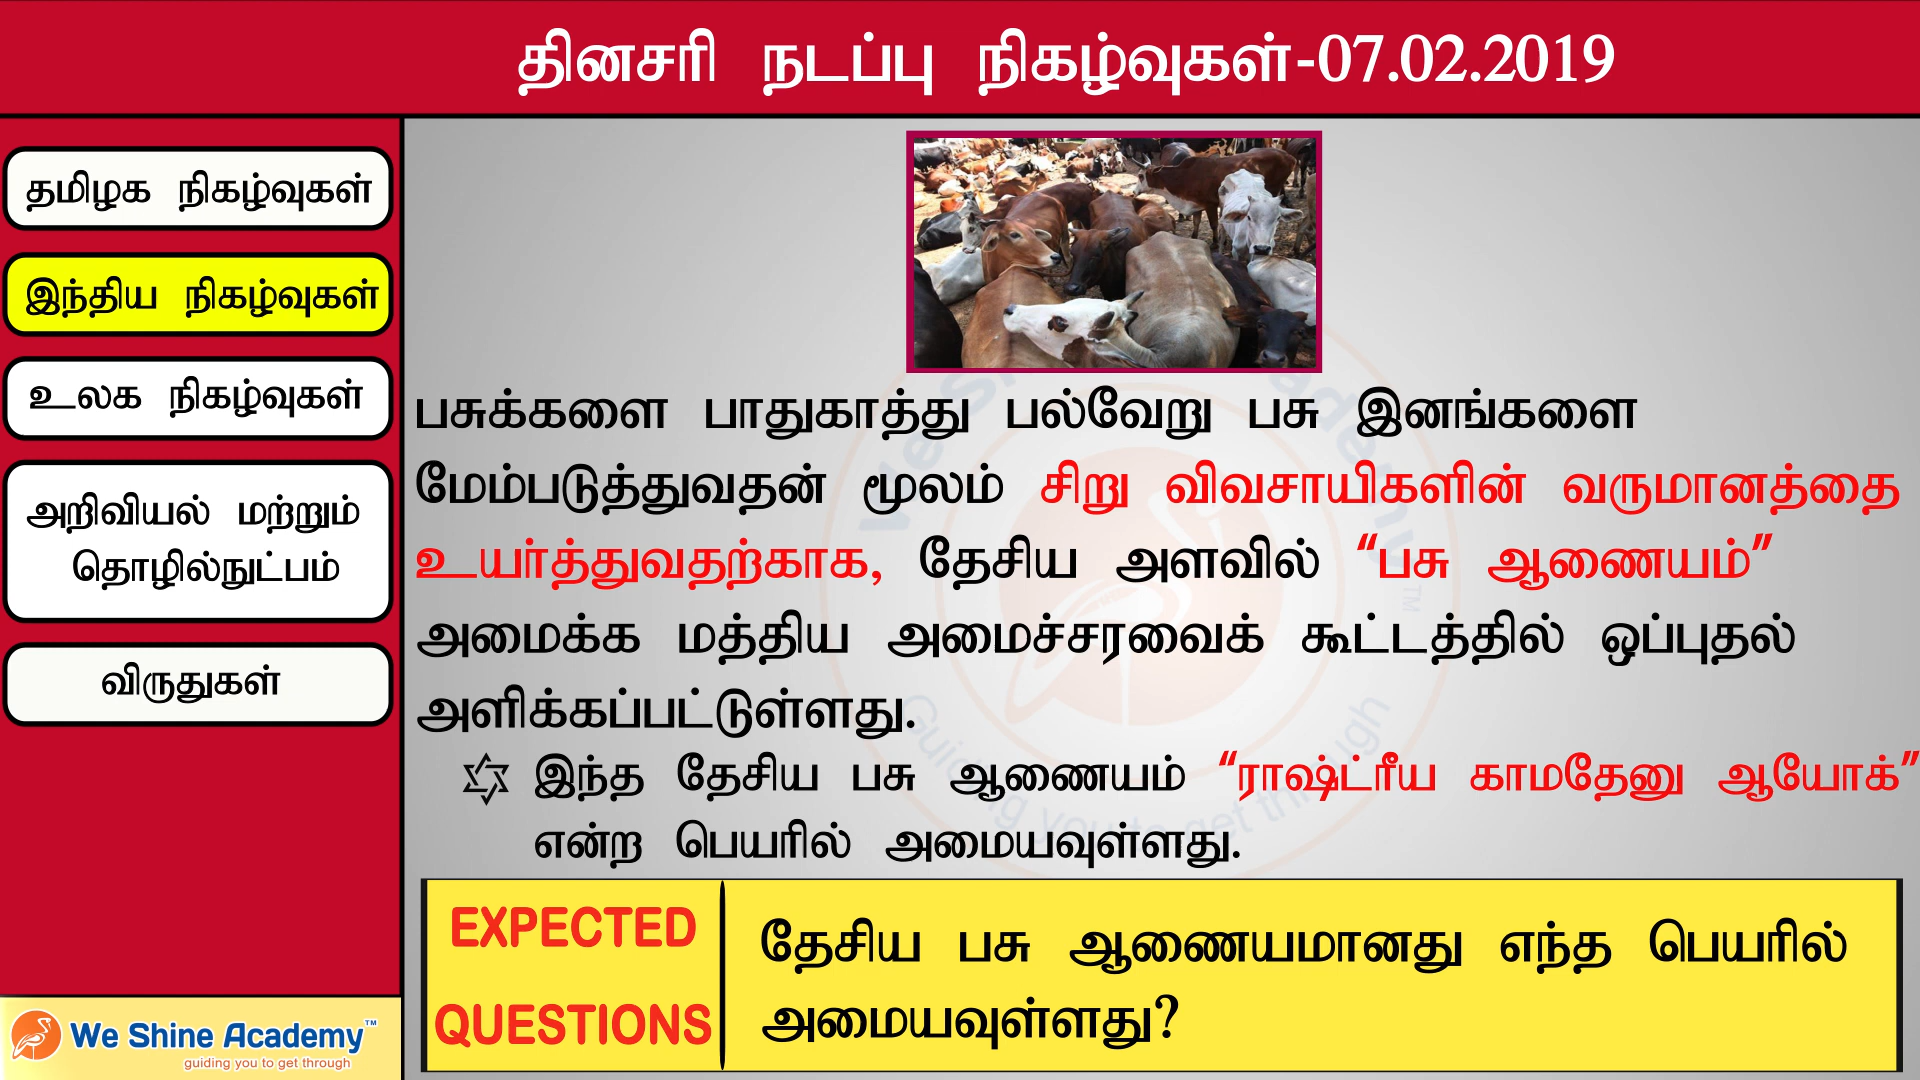 தினசரி நடப்பு நிகழ்வுகள்-07.02.2019
தமிழக நிகழ்வுகள்
இந்திய நிகழ்வுகள்
உலக நிகழ்வுகள்
அறிவியல் மற்றும்
தொழில்நுட்பம்
விருதுகள்
We Shine Academy™
guiding you to get through
பசுக்களை பாதுகாத்து பல்வேறு பசு இனங்களை
மேம்படுத்துவதன் மூலம் சிறு விவசாயிகளின் வருமானத்தை
உயர்த்துவதற்காக, தேசிய அளவில் “பசு ஆணையம்”
அமைக்க மத்திய அமைச்சரவைக் கூட்டத்தில் ஒப்புதல்
அளிக்கப்பட்டுள்ளது.
இந்த தேசிய பசு ஆணையம் “ராஷ்ட்ரீய காமதேனு ஆயோக்”
என்ற பெயரில் அமையவுள்ளது.
EXPECTED
QUESTIONS
தேசிய பசு ஆணையமானது எந்த பெயரில்
அமையவுள்ளது?